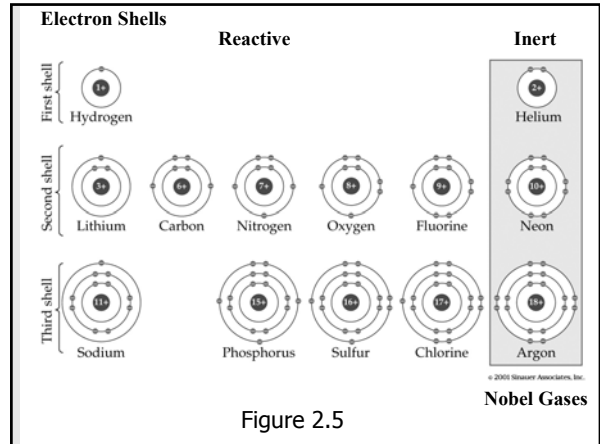 Electron Shells
Reactive Inert
First shell
1+ 2+
Hydrogen Helium
Second shell
3+ 6+ 7+ 8+ 9+ 10+
Lithium Carbon Nitrogen Oxygen Fluorine Neon
Third shell
11+ 15+ 16+ 17+ 18+
Sodium Phosphorus Sulfur Chlorine Argon
© 2001 Sinauer Associates, Inc.
Nobel Gases
Figure 2.5